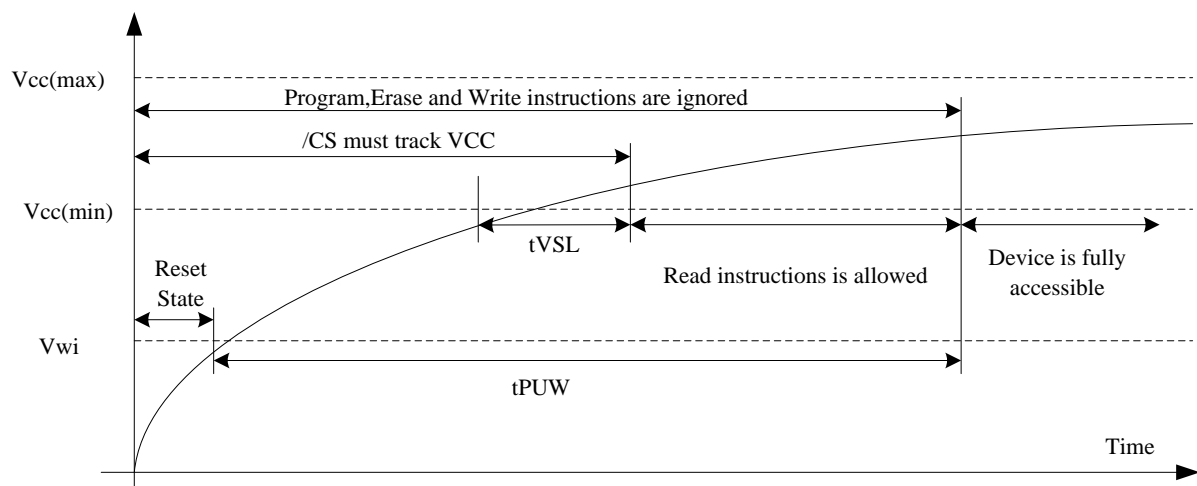 Vcc(max)
Program,Erase and Write instructions are ignored
/CS must track VCC
Vcc(min)
tVSL
Reset
State
Read instructions is allowed
Device is fully
accessible
Vwi
tPUW
Time